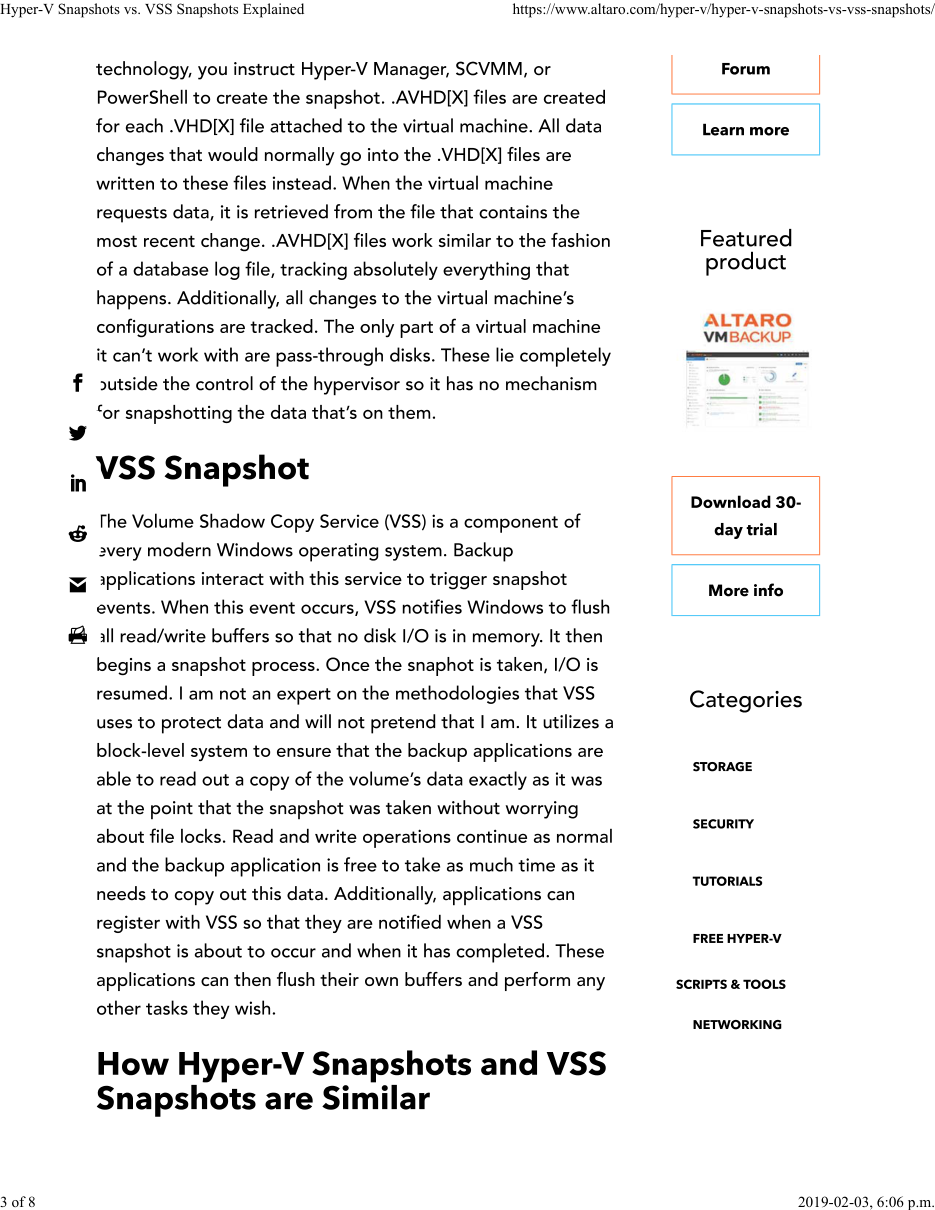 Hyper-V Snapshots vs. VSS Snapshots Explained
https://www.altaro.com/hyper-v/hyper-v-snapshots-vs-vss-snapshots/
technology, you instruct Hyper-V Manager, SCVMM, or
PowerShell to create the snapshot. .AVHD[X] files are created
for each .VHD[X] file attached to the virtual machine. All data
changes that would normally go into the .VHD[X] files are
written to these files instead. When the virtual machine
requests data, it is retrieved from the file that contains the
most recent change. .AVHD[X] files work similar to the fashion
of a database log file, tracking absolutely everything that
happens. Additionally, all changes to the virtual machine’s
configurations are tracked. The only part of a virtual machine
it can’t work with are pass-through disks. These lie completely
outside the control of the hypervisor so it has no mechanism
for snapshotting the data that’s on them.
VSS Snapshot
The Volume Shadow Copy Service (VSS) is a component of
every modern Windows operating system. Backup
applications interact with this service to trigger snapshot
events. When this event occurs, VSS notifies Windows to flush
all read/write buffers so that no disk I/O is in memory. It then
begins a snapshot process. Once the snaphot is taken, I/O is
resumed. I am not an expert on the methodologies that VSS
uses to protect data and will not pretend that I am. It utilizes a
block-level system to ensure that the backup applications are
able to read out a copy of the volume’s data exactly as it was
at the point that the snapshot was taken without worrying
about file locks. Read and write operations continue as normal
and the backup application is free to take as much time as it
needs to copy out this data. Additionally, applications can
register with VSS so that they are notified when a VSS
snapshot is about to occur and when it has completed. These
applications can then flush their own buffers and perform any
other tasks they wish.
How Hyper-V Snapshots and VSS
Snapshots are Similar
Forum
Learn more
Featured
product
ALTARO
VMBACKUP
Download 30-
day trial
More info
Categories
STORAGE
SECURITY
TUTORIALS
FREE HYPER-V
SCRIPTS & TOOLS
NETWORKING
3 of 8
2019-02-03, 6:06 p.m.